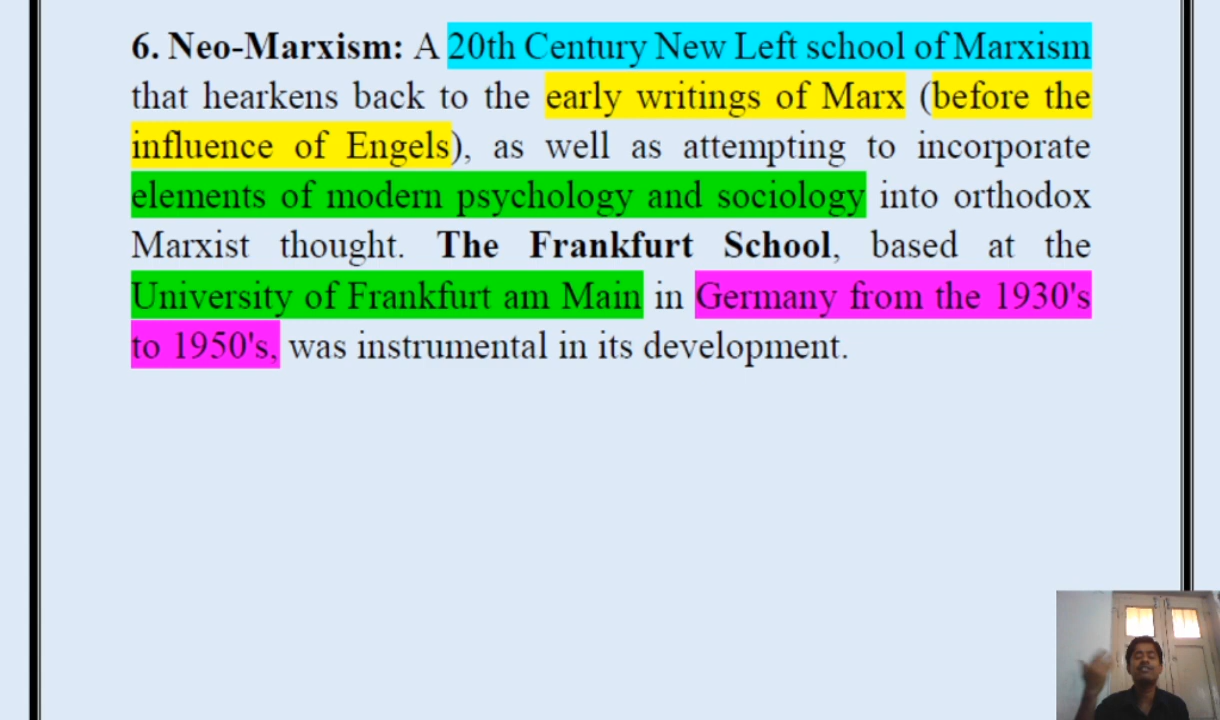 6. Neo-Marxism: A 20th Century New Left school of Marxism
that hearkens back to the early writings of Marx (before the
influence of Engels), as well as attempting to incorporate
elements of modern psychology and sociology into orthodox
Marxist thought. The Frankfurt School, based at the
University of Frankfurt am Main in Germany from the 1930's
to 1950's, was instrumental in its development.